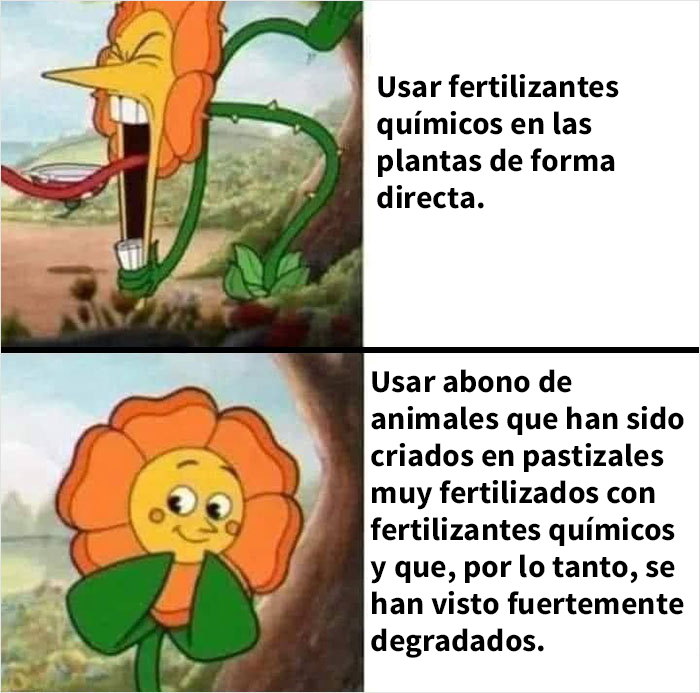 Usar fertilizantes
químicos en las
plantas de forma
directa.
Usar abono de
animales que han sido
criados en pastizales
muy fertilizados con
fertilizantes químicos
y que, por lo tanto, se
han visto fuertemente
degradados.